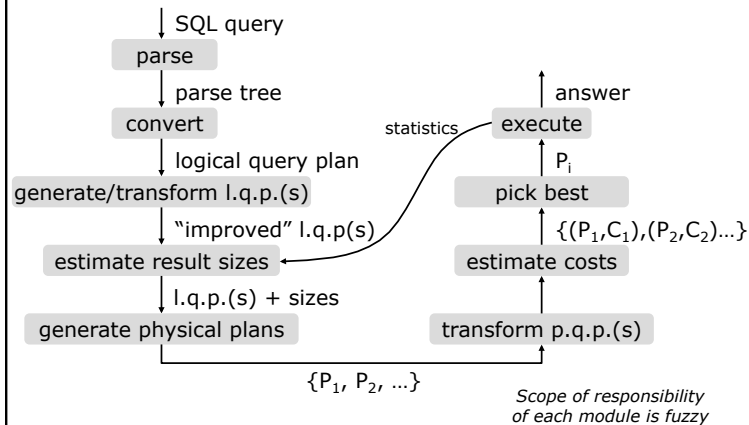 SQL query
parse
parse tree
convert
logical query plan
generate/transform l.q.p.(s)
“improved” l.q.p(s)
estimate result sizes
l.q.p.(s) + sizes
generate physical plans
{P₁, P₂, …}
transform p.q.p.(s)
estimate costs
{(P₁,C₁),(P₂,C₂)…}
pick best
Pᵢ
execute
statistics
answer
Scope of responsibility
of each module is fuzzy